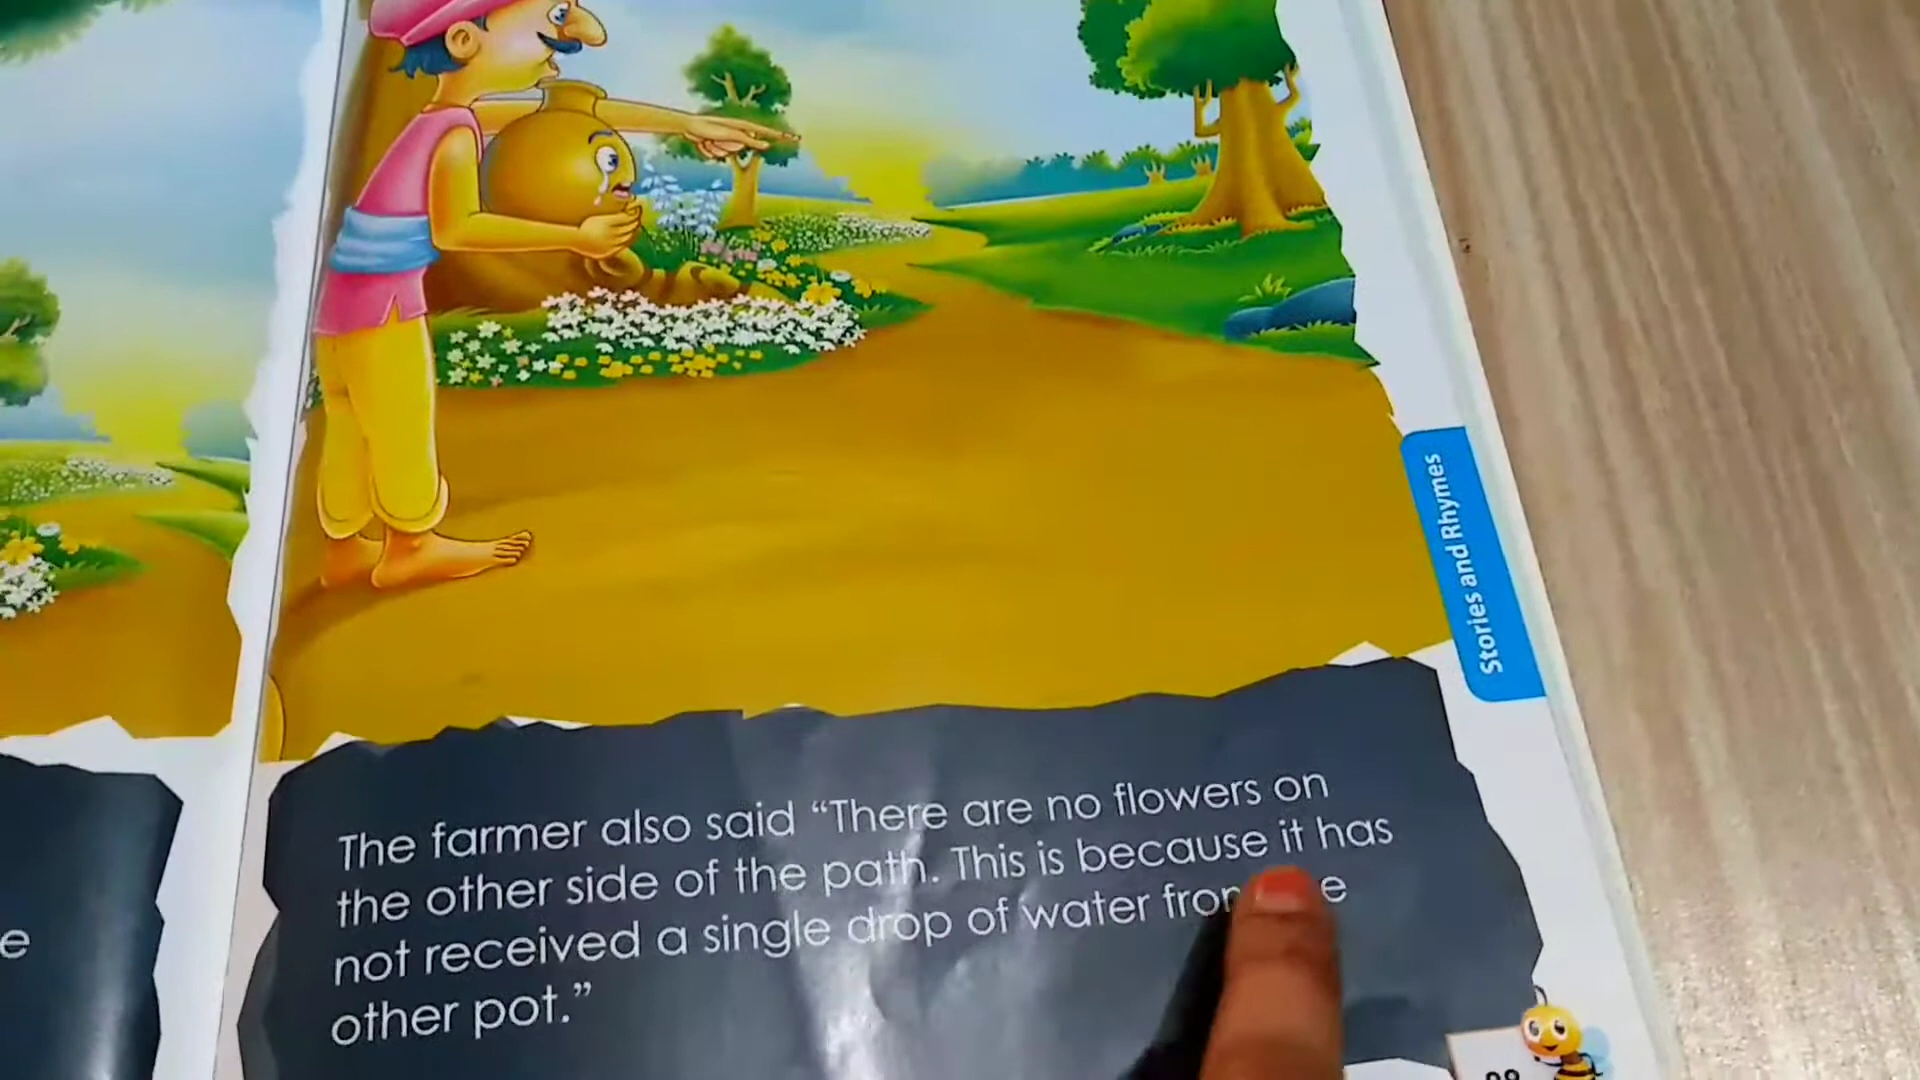 The farmer also said “There are no flowers on
the other side of the path. This is because it has
not received a single drop of water
other pot.”
Stories and Rhymes
e